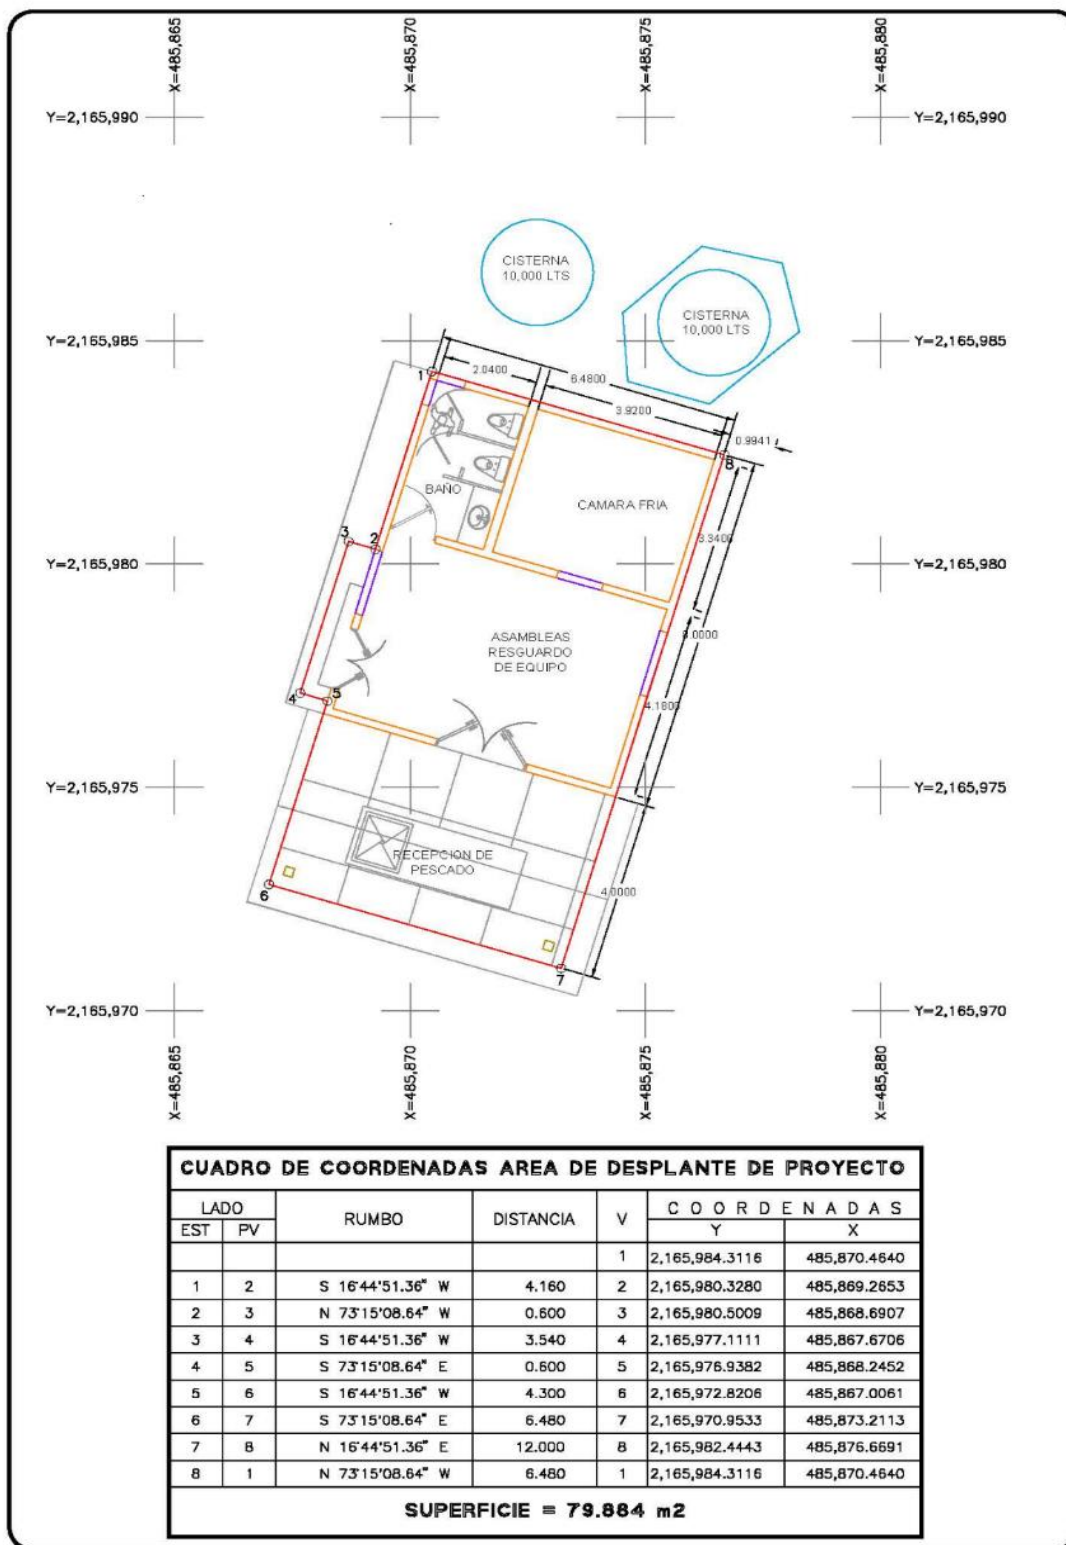 X=485,865
X=485,870
X=485,875
X=485,880
Y=2,165,990
Y=2,165,990
CISTERNA
10,000 LTS
CISTERNA
10,000 LTS
Y=2,165,985
Y=2,165,985
1
2.0400
6.4800
3.9200
0.9941
8
BAÑO
CAMARA FRIA
3
2
3.3400
Y=2,165,980
Y=2,165,980
ASAMBLEAS
RESGUARDO
DE EQUIPO
8.0000
4
5
4.1800
Y=2,165,975
Y=2,165,975
RECEPCION DE
PESCADO
6
4.0000
7
Y=2,165,970
Y=2,165,970
X=485,865
X=485,870
X=485,875
X=485,880
CUADRO DE COORDENADAS AREA DE DESPLANTE DE PROYECTO
LADO RUMBO DISTANCIA V COORDENADAS
EST PV Y X
1 2,165,984.3116 485,870.4640
1 2 S 16°44'51.36" W 4.160 2 2,165,980.3280 485,869.2653
2 3 N 73°15'08.64" W 0.600 3 2,165,980.5009 485,868.6907
3 4 S 16°44'51.36" W 3.540 4 2,165,977.1111 485,867.6706
4 5 S 73°15'08.64" E 0.600 5 2,165,976.9382 485,868.2452
5 6 S 16°44'51.36" W 4.300 6 2,165,972.8206 485,867.0061
6 7 S 73°15'08.64" E 6.480 7 2,165,970.9533 485,873.2113
7 8 N 16°44'51.36" E 12.000 8 2,165,982.4443 485,876.6691
8 1 N 73°15'08.64" W 6.480 1 2,165,984.3116 485,870.4640
SUPERFICIE = 79.884 m2